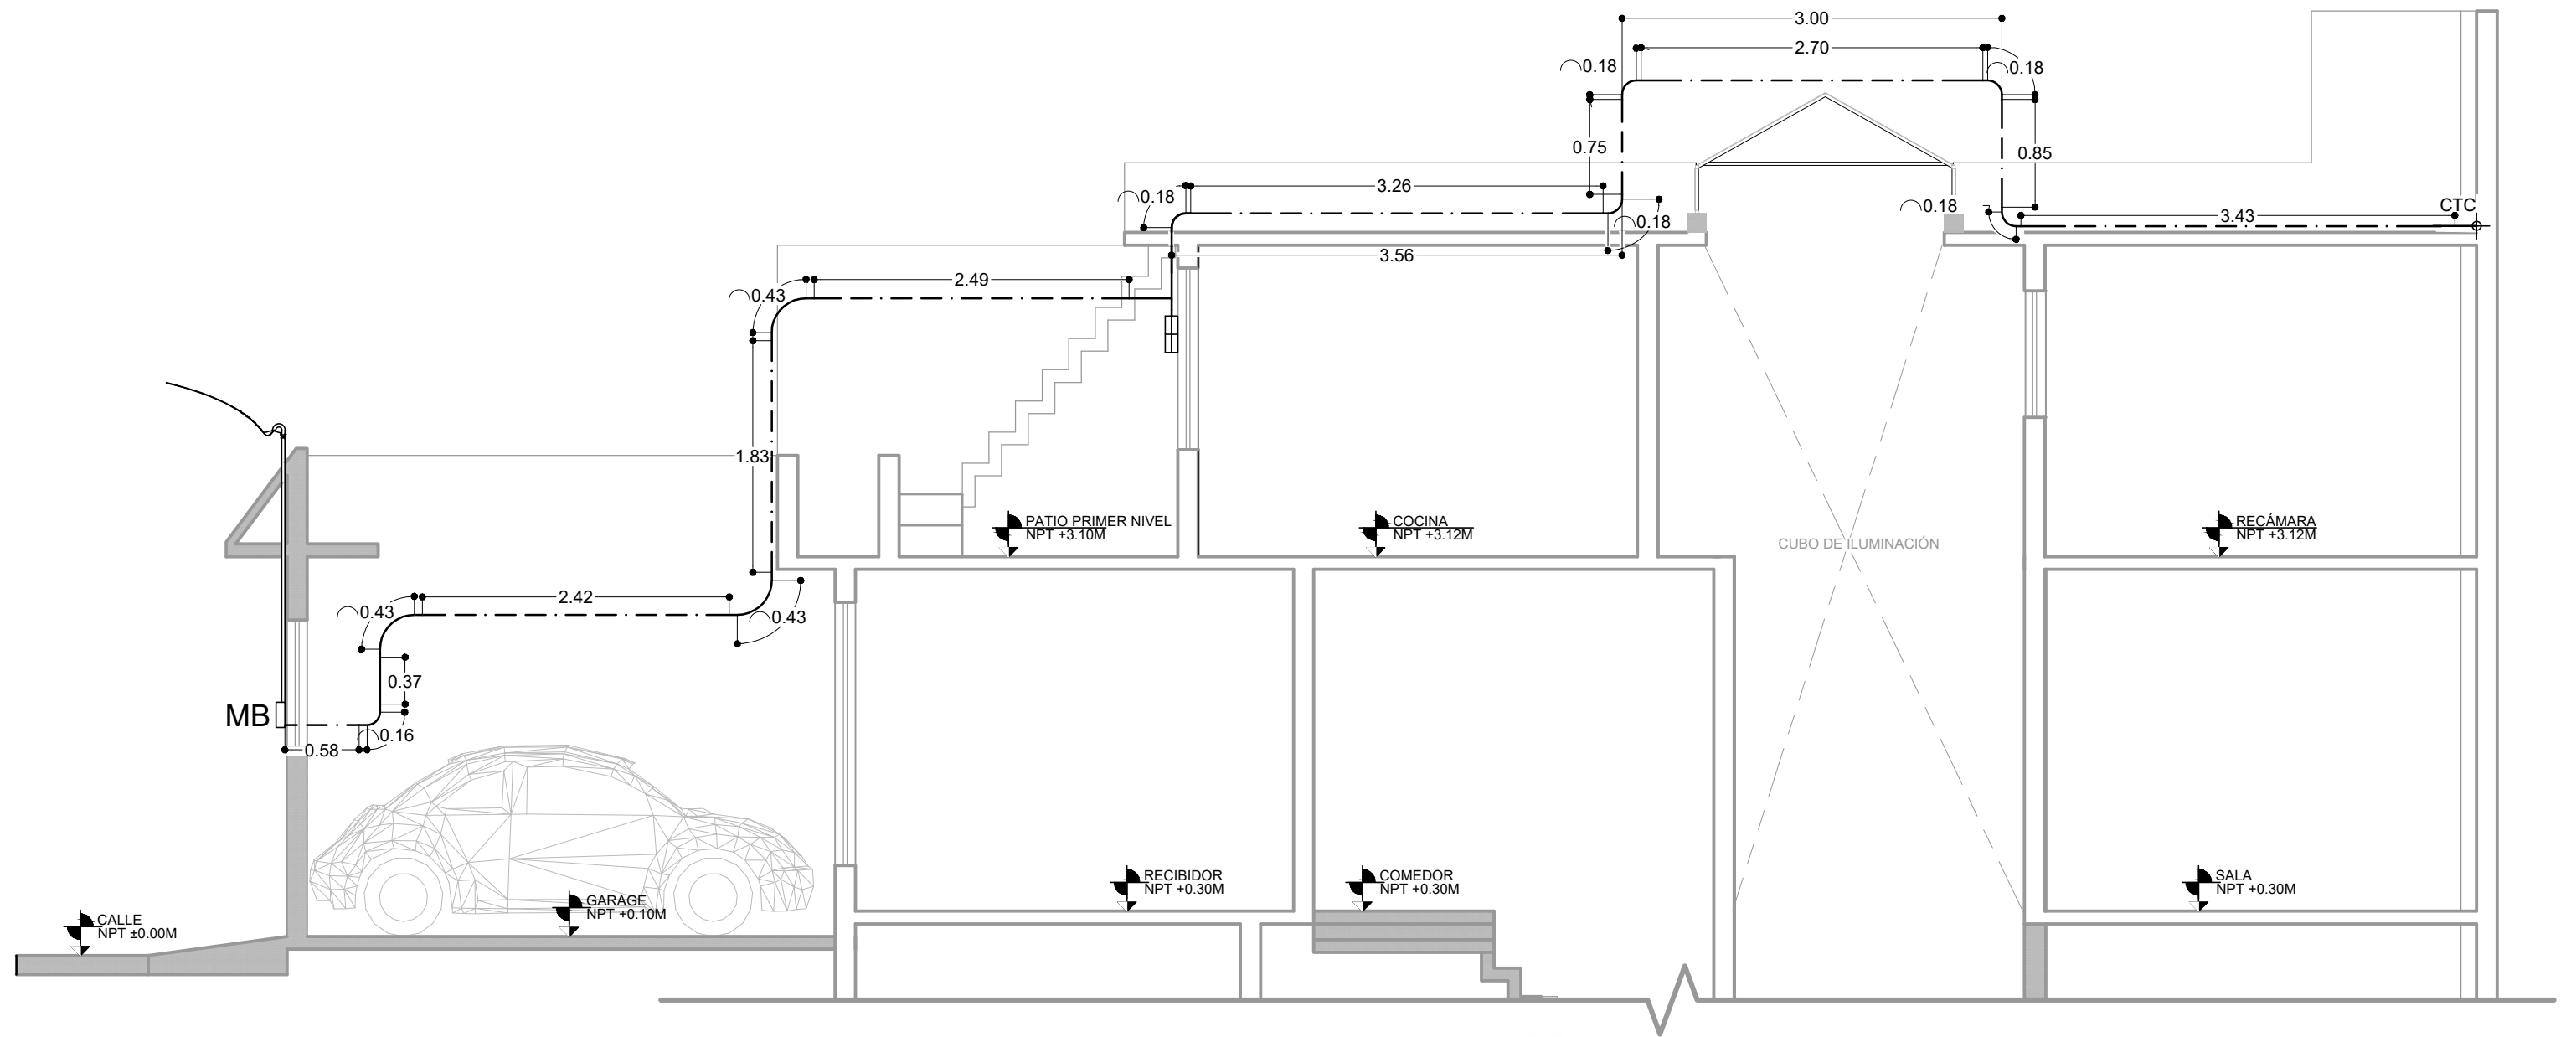 3.00
2.70
0.18
0.18
0.75
0.85
3.26
0.18
0.18
0.18
CTC
3.43
3.56
2.49
0.43
1.83
PATIO PRIMER NIVEL
NPT +3.10M
COCINA
NPT +3.12M
RECÁMARA
NPT +3.12M
CUBO DE ILUMINACIÓN
2.42
0.43
0.43
0.37
MB
0.16
0.58
RECIBIDOR
NPT +0.30M
COMEDOR
NPT +0.30M
SALA
NPT +0.30M
GARAGE
NPT +0.10M
CALLE
NPT ±0.00M